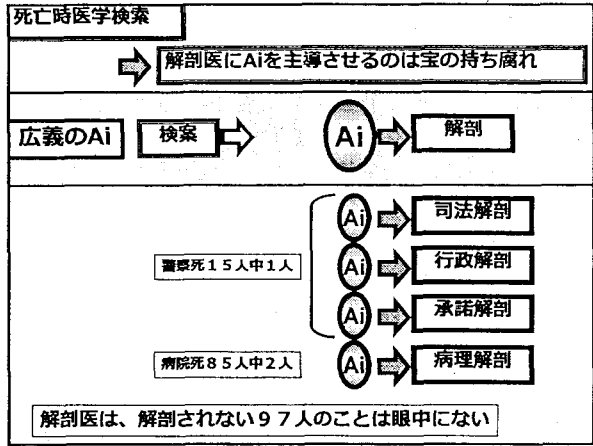 死亡時医学検索
解剖医にAiを主導させるのは宝の持ち腐れ
広義のAi
検案
Ai
解剖
Ai
司法解剖
警察死15人中1人
Ai
行政解剖
Ai
承諾解剖
病院死85人中2人
Ai
病理解剖
解剖医は、解剖されない97人のことは眼中にない